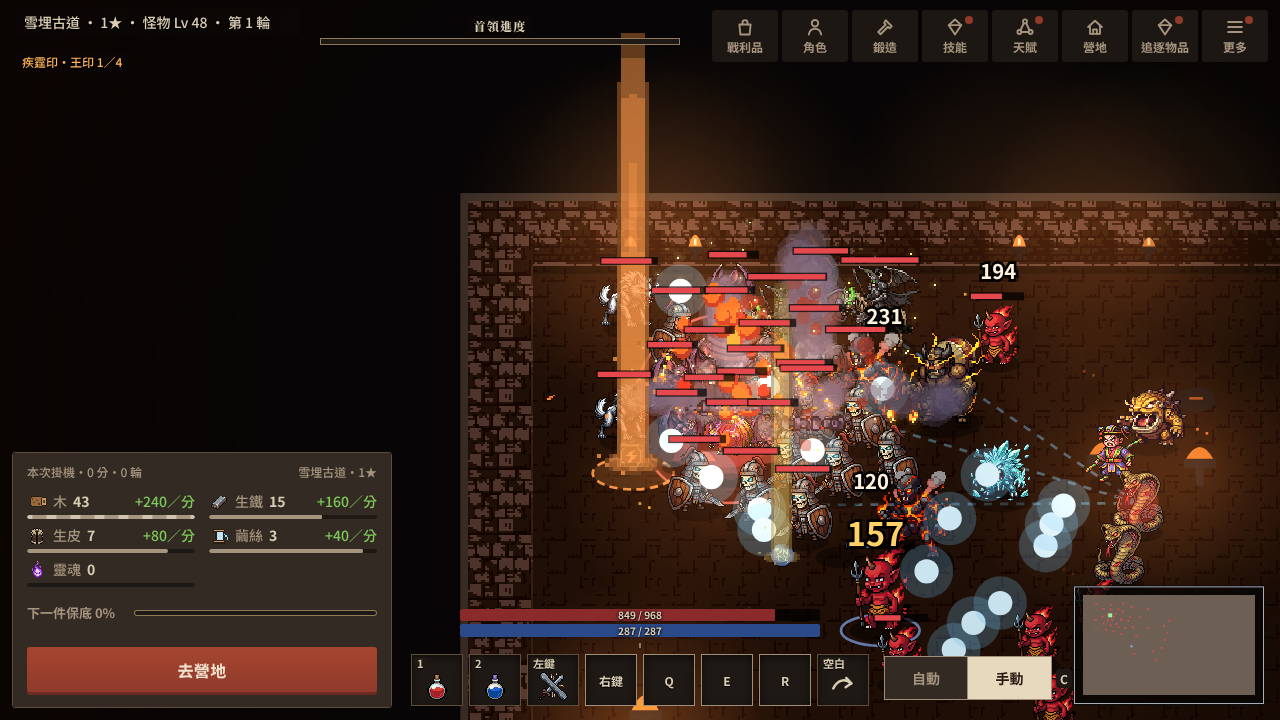 雪埋古道 · 1★ · 怪物 Lv 48 · 第 1 輪
疾霆印·王印 1／4
首領進度
戰利品
角色
鍛造
技能
天賦
營地
追逐物品
更多
194
231
120
157
本次掛機·0 分·0 輪
雪埋古道·1★
木 43 +240／分
生鐵 15 +160／分
生皮 7 +80／分
繭絲 3 +40／分
靈魂 0
下一件保底 0%
去營地
849 / 968
287 / 287
1
2
左鍵
右鍵
Q
E
R
空白
自動
手動
C